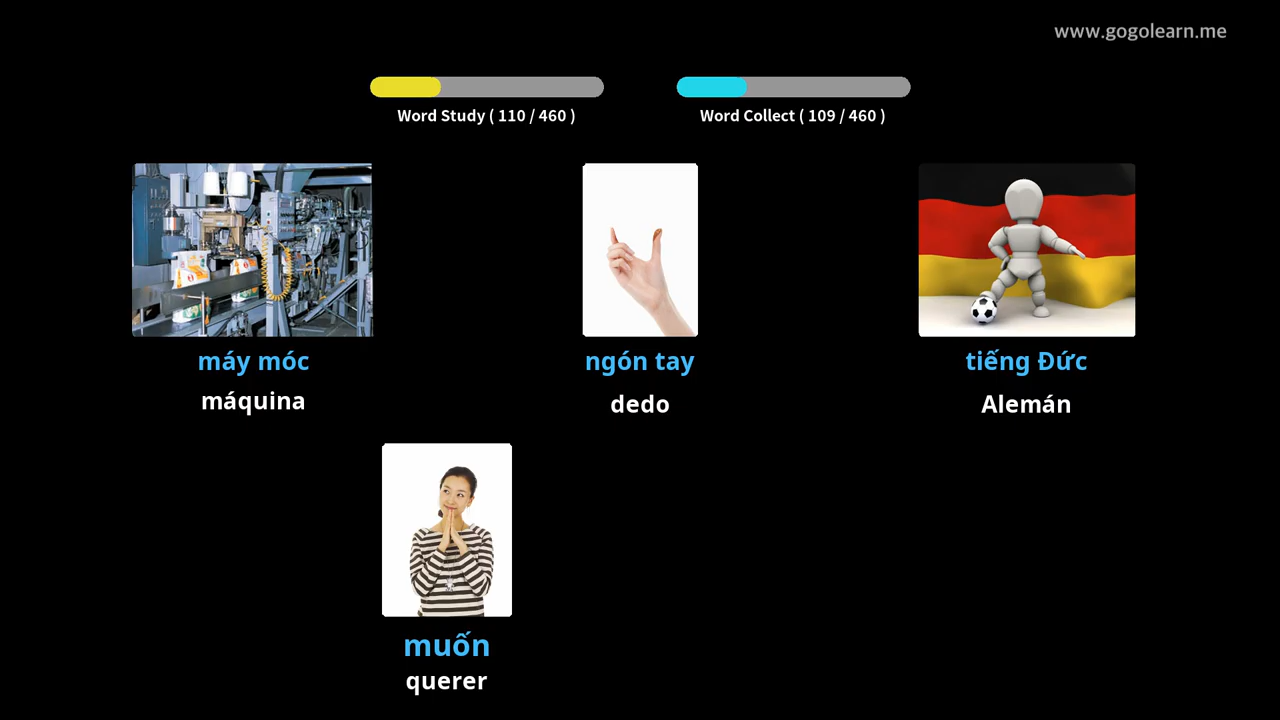 www.gogolearn.me
Word Study ( 110 / 460 )
Word Collect ( 109 / 460 )
máy móc
máquina
ngón tay
dedo
tiếng Đức
Alemán
muốn
querer